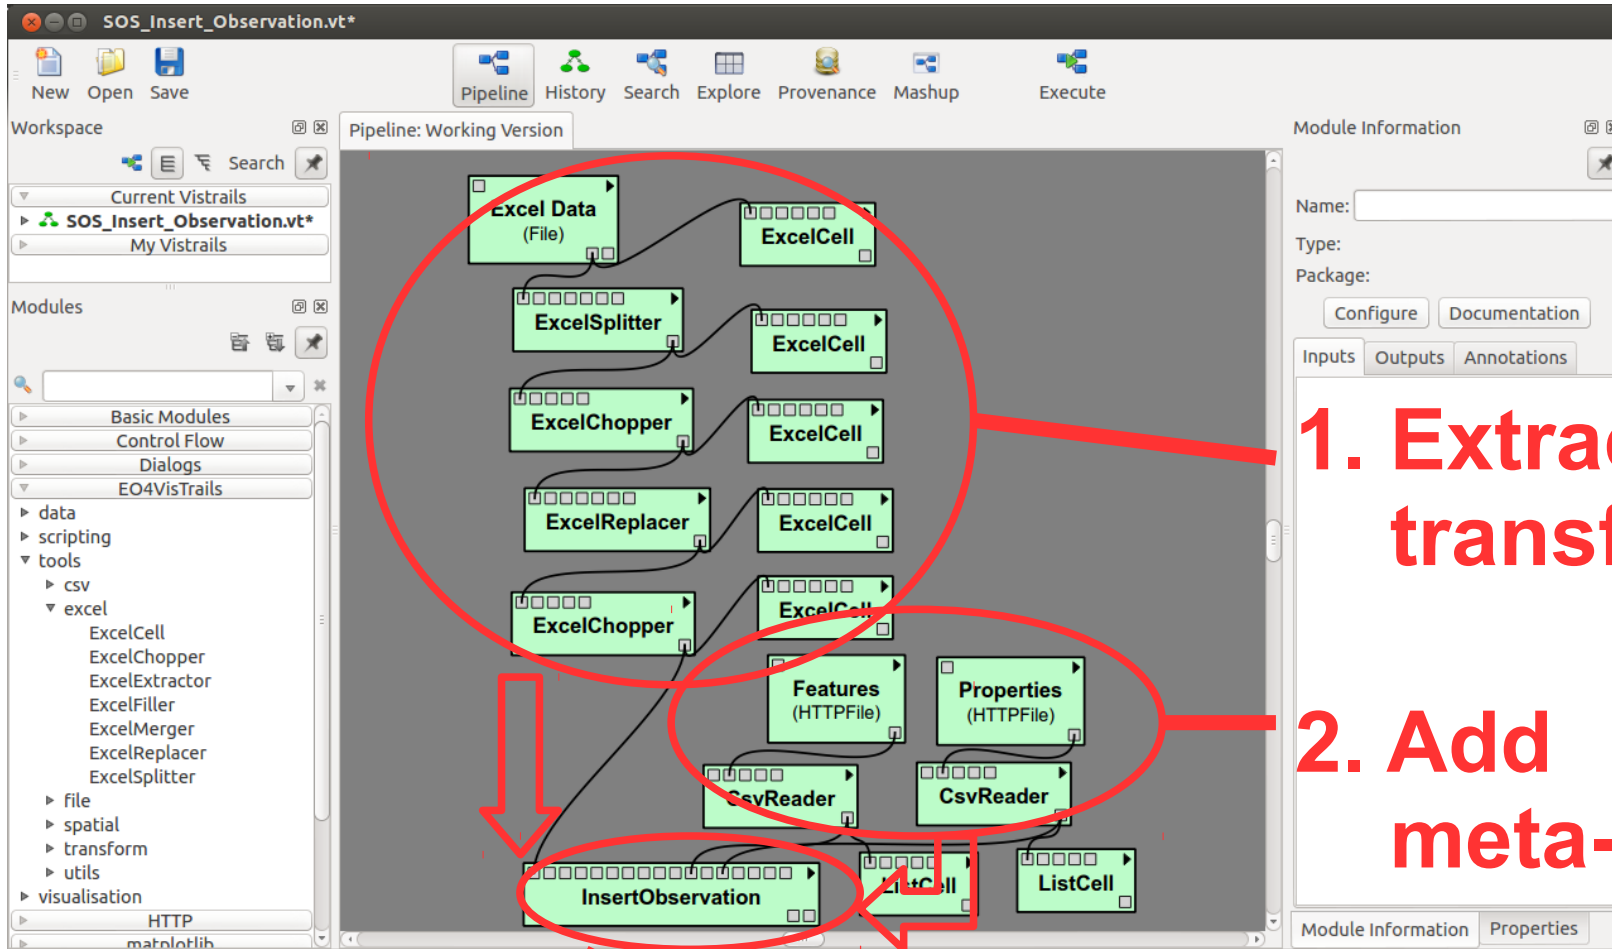 SOS_Insert_Observation.vt*
New Open Save Pipeline History Search Explore Provenance Mashup Execute
Workspace
Search
Current Vistrails
SOS_Insert_Observation.vt*
My Vistrails
Modules
Basic Modules
Control Flow
Dialogs
EO4VisTrails
data
scripting
tools
csv
excel
ExcelCell
ExcelChopper
ExcelExtractor
ExcelFiller
ExcelMerger
ExcelReplacer
ExcelSplitter
file
spatial
transform
utils
visualisation
HTTP
matplotlib
Pipeline: Working Version
Excel Data
(File)
ExcelCell
ExcelSplitter
ExcelCell
ExcelChopper
ExcelCell
ExcelReplacer
ExcelCell
ExcelChopper
ExcelCell
Features
(HTTPFile)
Properties
(HTTPFile)
CsvReader
CsvReader
InsertObservation
ListCell
ListCell
Module Information
Name:
Type:
Package:
Configure Documentation
Inputs Outputs Annotations
1. Extrac
transf
2. Add
meta-
Module Information Properties